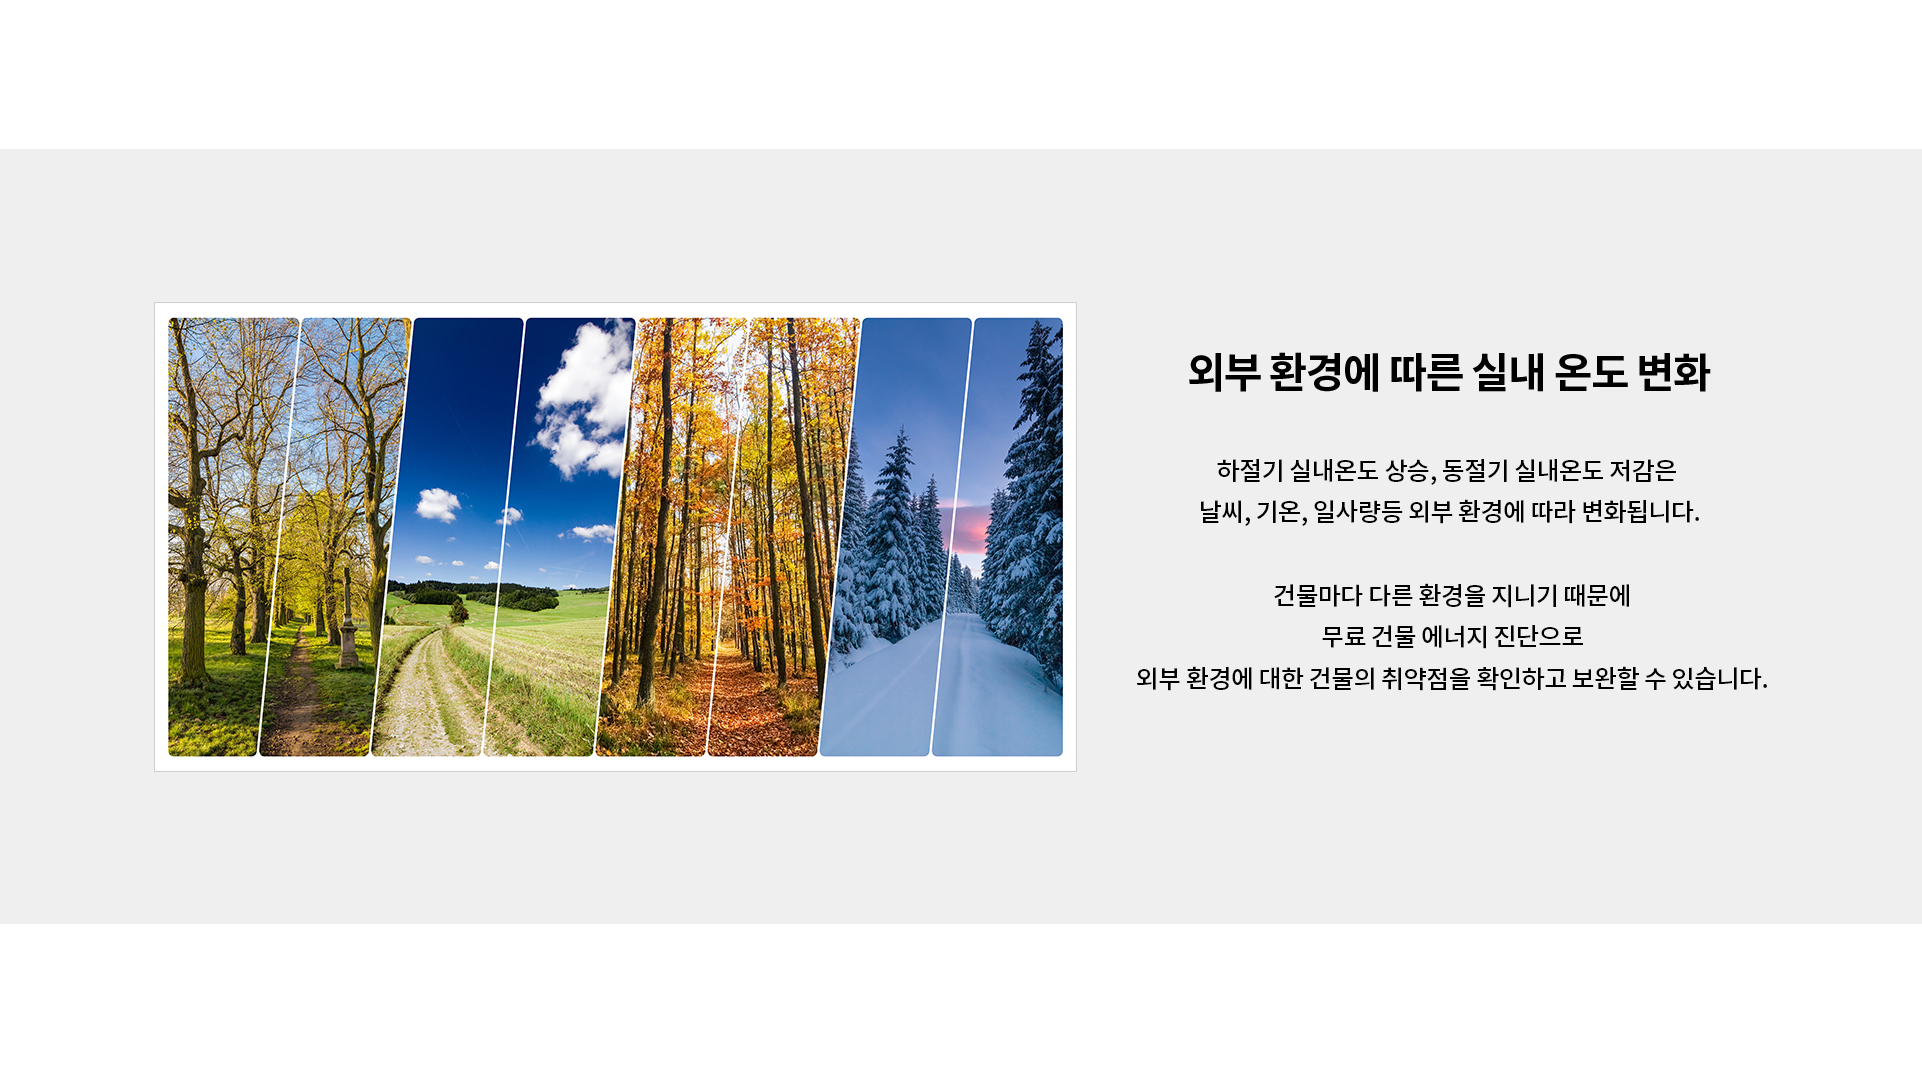 외부 환경에 따른 실내 온도 변화
하절기 실내온도 상승, 동절기 실내온도 저감은
날씨, 기온, 일사량등 외부 환경에 따라 변화됩니다.
건물마다 다른 환경을 지니기 때문에
무료 건물 에너지 진단으로
외부 환경에 대한 건물의 취약점을 확인하고 보완할 수 있습니다.